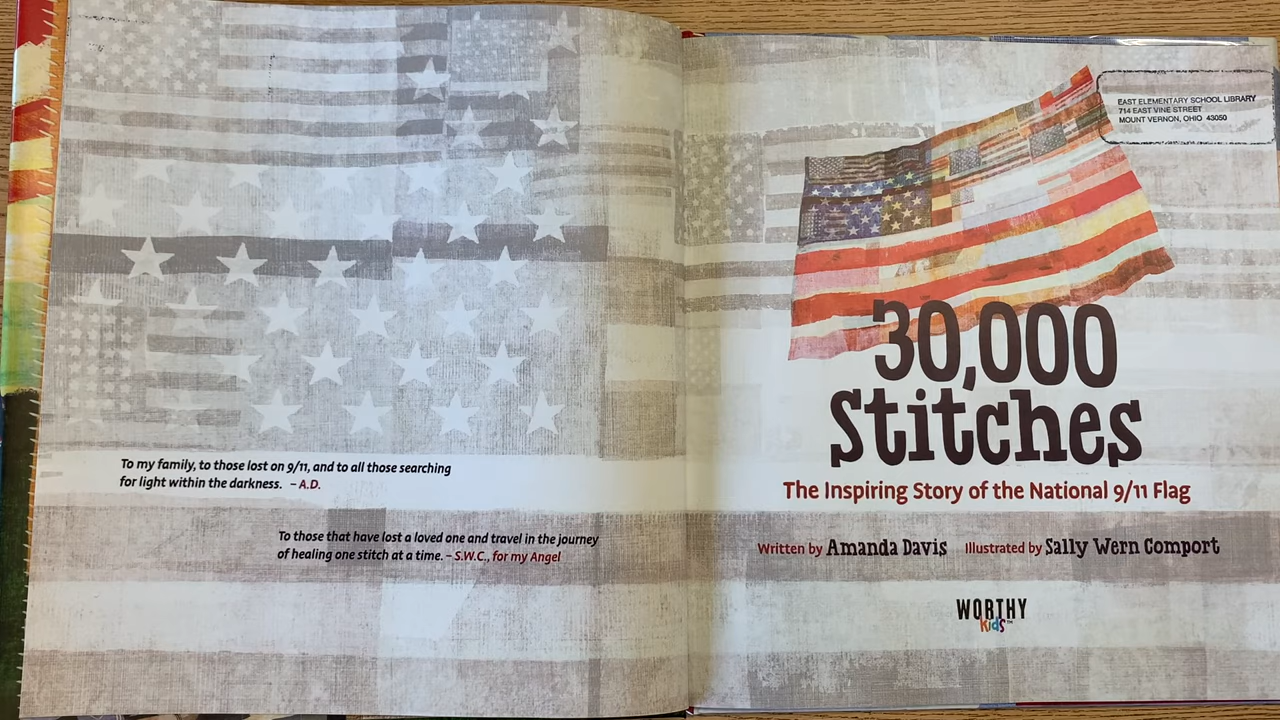 To my family, to those lost on 9/11, and to all those searching
for light within the darkness. – A.D.
To those that have lost a loved one and travel in the journey
of healing one stitch at a time. – S.W.C., for my Angel
EAST ELEMENTARY SCHOOL LIBRARY
714 EAST VINE STREET
MOUNT VERNON, OHIO 43050
30,000
Stitches
The Inspiring Story of the National 9/11 Flag
Written by Amanda Davis Illustrated by Sally Wern Comport
WORTHY
kids™